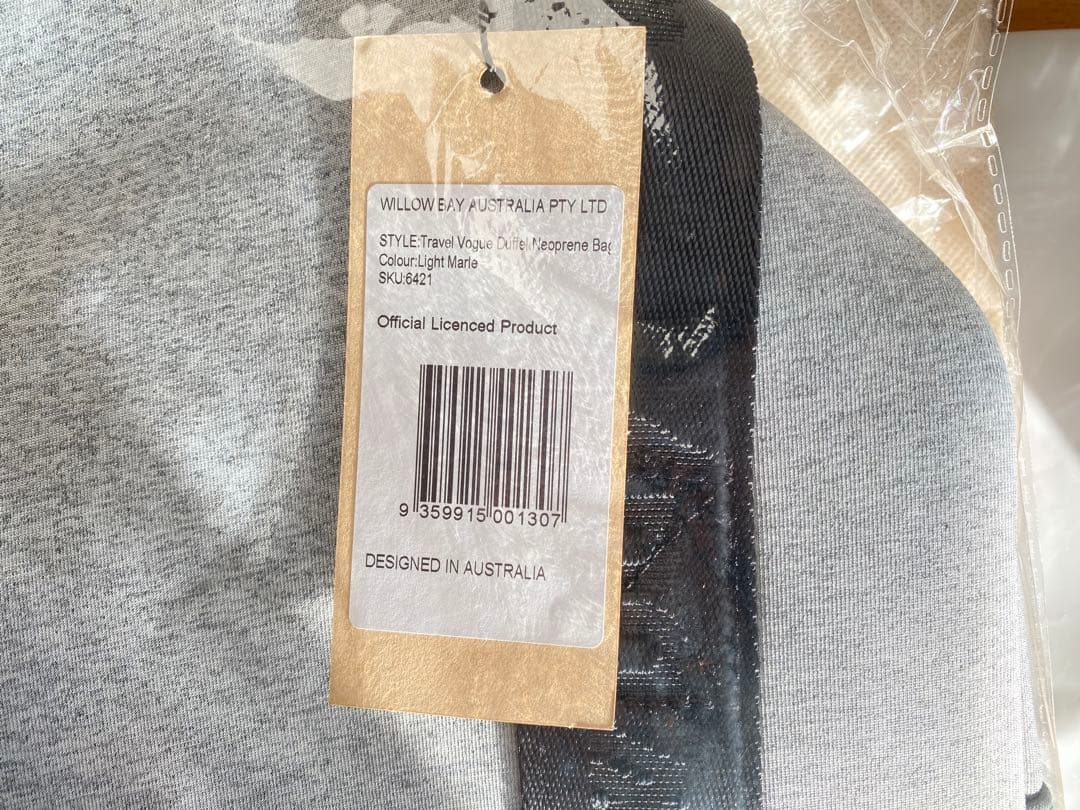 WILLOW BAY AUSTRALIA PTY LTD
STYLE:Travel Vogue Duffel Neoprene Bag
Colour:Light Marle
SKU:6421
Official Licenced Product
9 359915 001307
DESIGNED IN AUSTRALIA